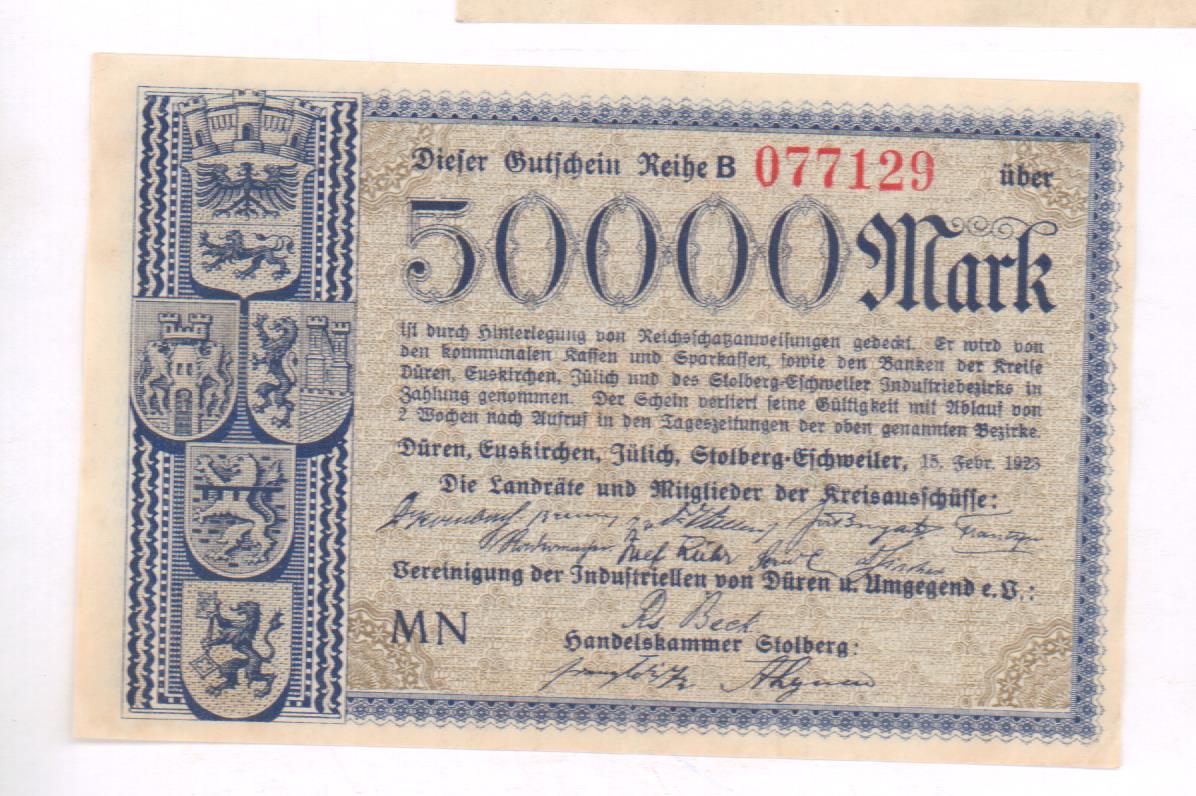 Dieser Gutschein Reihe B 077129 über
50000 Mark
ist durch Hinterlegung von Reichsschatzanweisungen gedeckt. Er wird von
den kommunalen Kassen und Sparkassen, sowie den Banken der Kreise
Düren, Euskirchen, Jülich und des Stolberg-Eschweiler Industriebezirks in
Zahlung genommen. Der Schein verliert seine Gültigkeit mit Ablauf von
2 Wochen nach Aufruf in den Tageszeitungen der oben genannten Bezirke.
Düren, Euskirchen, Jülich, Stolberg-Eschweiler, 15. Febr. 1923
Die Landräte und Mitglieder der Kreisausschüsse:
Vereinigung der Industriellen von Düren u. Umgegend e.V.:
MN
Handelskammer Stolberg: